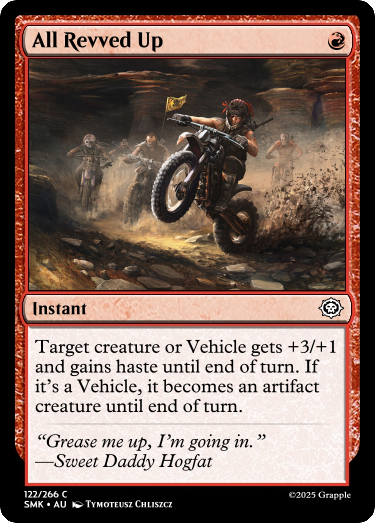 All Revved Up
Instant
Target creature or Vehicle gets +3/+1
and gains haste until end of turn. If
it's a Vehicle, it becomes an artifact
creature until end of turn.
“Grease me up, I'm going in.”
—Sweet Daddy Hogfat
122/266 C
SMK • AU Tymoteusz Chliszcz
©2025 Grapple